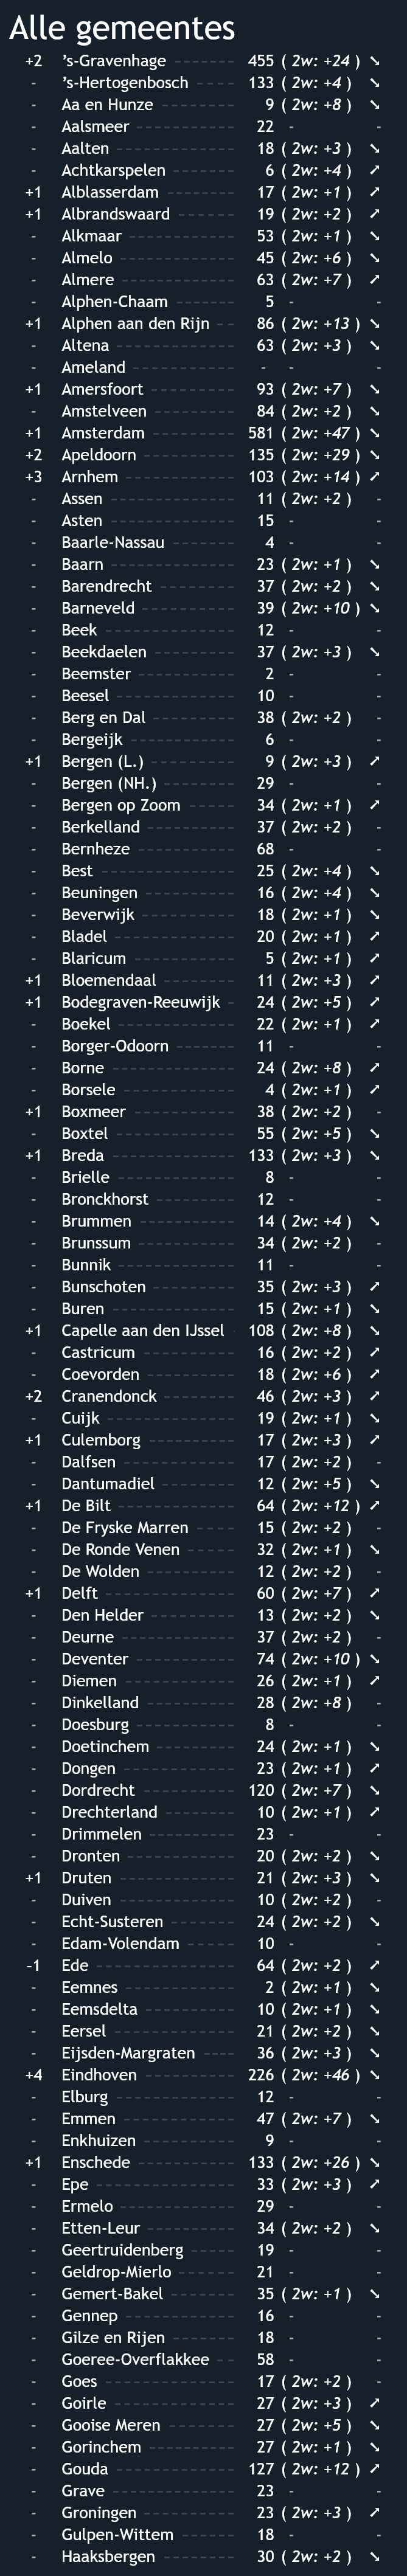 Alle gemeentes
+2 ’s-Gravenhage 455 ( 2w: +24 ) ➘
- ’s-Hertogenbosch 133 ( 2w: +4 ) ➘
- Aa en Hunze 9 ( 2w: +8 ) ➘
- Aalsmeer 22 - -
- Aalten 18 ( 2w: +3 ) ➘
- Achtkarspelen 6 ( 2w: +4 ) ➚
+1 Alblasserdam 17 ( 2w: +1 ) ➚
+1 Albrandswaard 19 ( 2w: +2 ) ➚
- Alkmaar 53 ( 2w: +1 ) ➘
- Almelo 45 ( 2w: +6 ) ➘
- Almere 63 ( 2w: +7 ) ➚
- Alphen-Chaam 5 - -
+1 Alphen aan den Rijn 86 ( 2w: +13 ) ➘
- Altena 63 ( 2w: +3 ) ➘
- Ameland - - -
+1 Amersfoort 93 ( 2w: +7 ) ➘
- Amstelveen 84 ( 2w: +2 ) ➘
+1 Amsterdam 581 ( 2w: +47 ) ➘
+2 Apeldoorn 135 ( 2w: +29 ) ➘
+3 Arnhem 103 ( 2w: +14 ) ➚
- Assen 11 ( 2w: +2 ) -
- Asten 15 - -
- Baarle-Nassau 4 - -
- Baarn 23 ( 2w: +1 ) ➘
- Barendrecht 37 ( 2w: +2 ) ➘
- Barneveld 39 ( 2w: +10 ) ➘
- Beek 12 - -
- Beekdaelen 37 ( 2w: +3 ) ➘
- Beemster 2 - -
- Beesel 10 - -
- Berg en Dal 38 ( 2w: +2 ) -
- Bergeijk 6 - -
+1 Bergen (L.) 9 ( 2w: +3 ) ➚
- Bergen (NH.) 29 - -
- Bergen op Zoom 34 ( 2w: +1 ) ➚
- Berkelland 37 ( 2w: +2 ) -
- Bernheze 68 - -
- Best 25 ( 2w: +4 ) ➘
- Beuningen 16 ( 2w: +4 ) ➘
- Beverwijk 18 ( 2w: +1 ) ➘
- Bladel 20 ( 2w: +1 ) ➚
- Blaricum 5 ( 2w: +1 ) ➚
+1 Bloemendaal 11 ( 2w: +3 ) ➚
+1 Bodegraven-Reeuwijk 24 ( 2w: +5 ) ➚
- Boekel 22 ( 2w: +1 ) ➚
- Borger-Odoorn 11 - -
- Borne 24 ( 2w: +8 ) ➚
- Borsele 4 ( 2w: +1 ) ➚
+1 Boxmeer 38 ( 2w: +2 ) -
- Boxtel 55 ( 2w: +5 ) ➘
+1 Breda 133 ( 2w: +3 ) ➘
- Brielle 8 - -
- Bronckhorst 12 - -
- Brummen 14 ( 2w: +4 ) ➘
- Brunssum 34 ( 2w: +2 ) -
- Bunnik 11 - -
- Bunschoten 35 ( 2w: +3 ) ➚
- Buren 15 ( 2w: +1 ) ➘
+1 Capelle aan den IJssel 108 ( 2w: +8 ) ➘
- Castricum 16 ( 2w: +2 ) ➚
- Coevorden 18 ( 2w: +6 ) ➚
+2 Cranendonck 46 ( 2w: +3 ) ➚
- Cuijk 19 ( 2w: +1 ) ➘
+1 Culemborg 17 ( 2w: +3 ) ➚
- Dalfsen 17 ( 2w: +2 ) -
- Dantumadiel 12 ( 2w: +5 ) ➘
+1 De Bilt 64 ( 2w: +12 ) ➚
- De Fryske Marren 15 ( 2w: +2 ) -
- De Ronde Venen 32 ( 2w: +1 ) ➘
- De Wolden 12 ( 2w: +2 ) -
+1 Delft 60 ( 2w: +7 ) ➚
- Den Helder 13 ( 2w: +2 ) ➘
- Deurne 37 ( 2w: +2 ) -
- Deventer 74 ( 2w: +10 ) ➘
- Diemen 26 ( 2w: +1 ) ➚
- Dinkelland 28 ( 2w: +8 ) -
- Doesburg 8 - -
- Doetinchem 24 ( 2w: +1 ) ➘
- Dongen 23 ( 2w: +1 ) ➚
- Dordrecht 120 ( 2w: +7 ) ➘
- Drechterland 10 ( 2w: +1 ) ➚
- Drimmelen 23 - -
- Dronten 20 ( 2w: +2 ) ➘
+1 Druten 21 ( 2w: +3 ) ➘
- Duiven 10 ( 2w: +2 ) -
- Echt-Susteren 24 ( 2w: +2 ) ➘
- Edam-Volendam 10 - -
-1 Ede 64 ( 2w: +2 ) ➚
- Eemnes 2 ( 2w: +1 ) ➘
- Eemsdelta 10 ( 2w: +1 ) ➘
- Eersel 21 ( 2w: +2 ) ➘
- Eijsden-Margraten 36 ( 2w: +3 ) ➘
+4 Eindhoven 226 ( 2w: +46 ) ➘
- Elburg 12 - -
- Emmen 47 ( 2w: +7 ) ➘
- Enkhuizen 9 - -
+1 Enschede 133 ( 2w: +26 ) ➘
- Epe 33 ( 2w: +3 ) ➚
- Ermelo 29 - -
- Etten-Leur 34 ( 2w: +2 ) ➘
- Geertruidenberg 19 - -
- Geldrop-Mierlo 21 - -
- Gemert-Bakel 35 ( 2w: +1 ) ➘
- Gennep 16 - -
- Gilze en Rijen 18 - -
- Goeree-Overflakkee 58 - -
- Goes 17 ( 2w: +2 ) -
- Goirle 27 ( 2w: +3 ) ➚
- Gooise Meren 27 ( 2w: +5 ) ➘
- Gorinchem 27 ( 2w: +1 ) ➘
- Gouda 127 ( 2w: +12 ) ➚
- Grave 23 - -
- Groningen 23 ( 2w: +3 ) ➚
- Gulpen-Wittem 18 - -
- Haaksbergen 30 ( 2w: +2 ) ➘